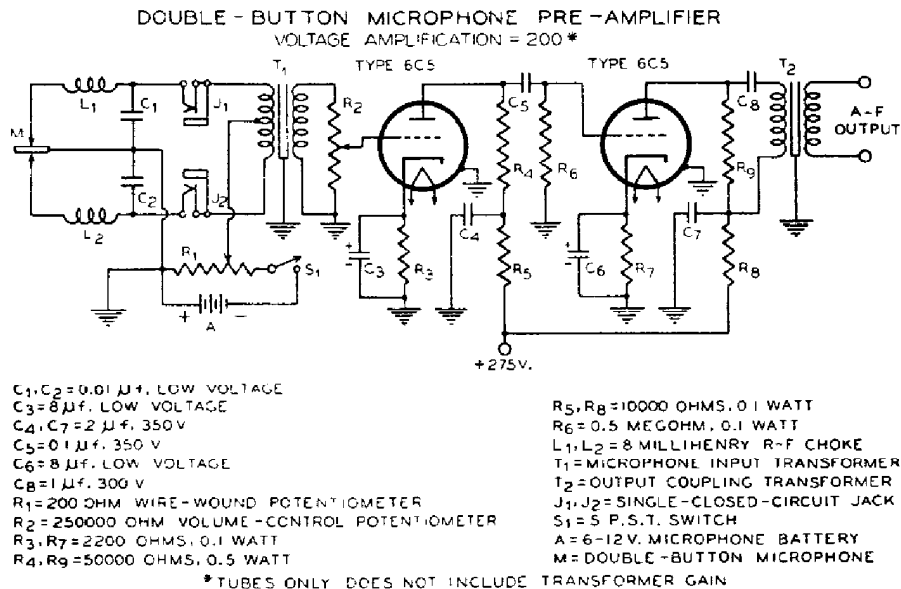 DOUBLE-BUTTON MICROPHONE PRE-AMPLIFIER
VOLTAGE AMPLIFICATION = 200*
T1
TYPE 6C5
TYPE 6C5
T2
L1
C1
J1
R2
C5
C8
M
A-F
OUTPUT
R4
R6
R9
C2
J2
L2
R1
S1
C3
R3
C4
R5
C6
R7
C7
R8
+ A -
+275V.
C1, C2 = 0.01 µf. LOW VOLTAGE
C3 = 8 µf. LOW VOLTAGE
C4, C7 = 2 µf. 350 V
C5 = 0.1 µf. 350 V
C6 = 8 µf. LOW VOLTAGE
C8 = 1 µf. 300 V
R1 = 200 OHM WIRE-WOUND POTENTIOMETER
R2 = 250000 OHM VOLUME-CONTROL POTENTIOMETER
R3, R7 = 2200 OHMS, 0.1 WATT
R4, R9 = 50000 OHMS, 0.5 WATT
R5, R8 = 10000 OHMS, 0.1 WATT
R6 = 0.5 MEGOHM, 0.1 WATT
L1, L2 = 8 MILLIHENRY R-F CHOKE
T1 = MICROPHONE INPUT TRANSFORMER
T2 = OUTPUT COUPLING TRANSFORMER
J1, J2 = SINGLE-CLOSED-CIRCUIT JACK
S1 = S.P.S.T. SWITCH
A = 6-12 V. MICROPHONE BATTERY
M = DOUBLE-BUTTON MICROPHONE
*TUBES ONLY DOES NOT INCLUDE TRANSFORMER GAIN